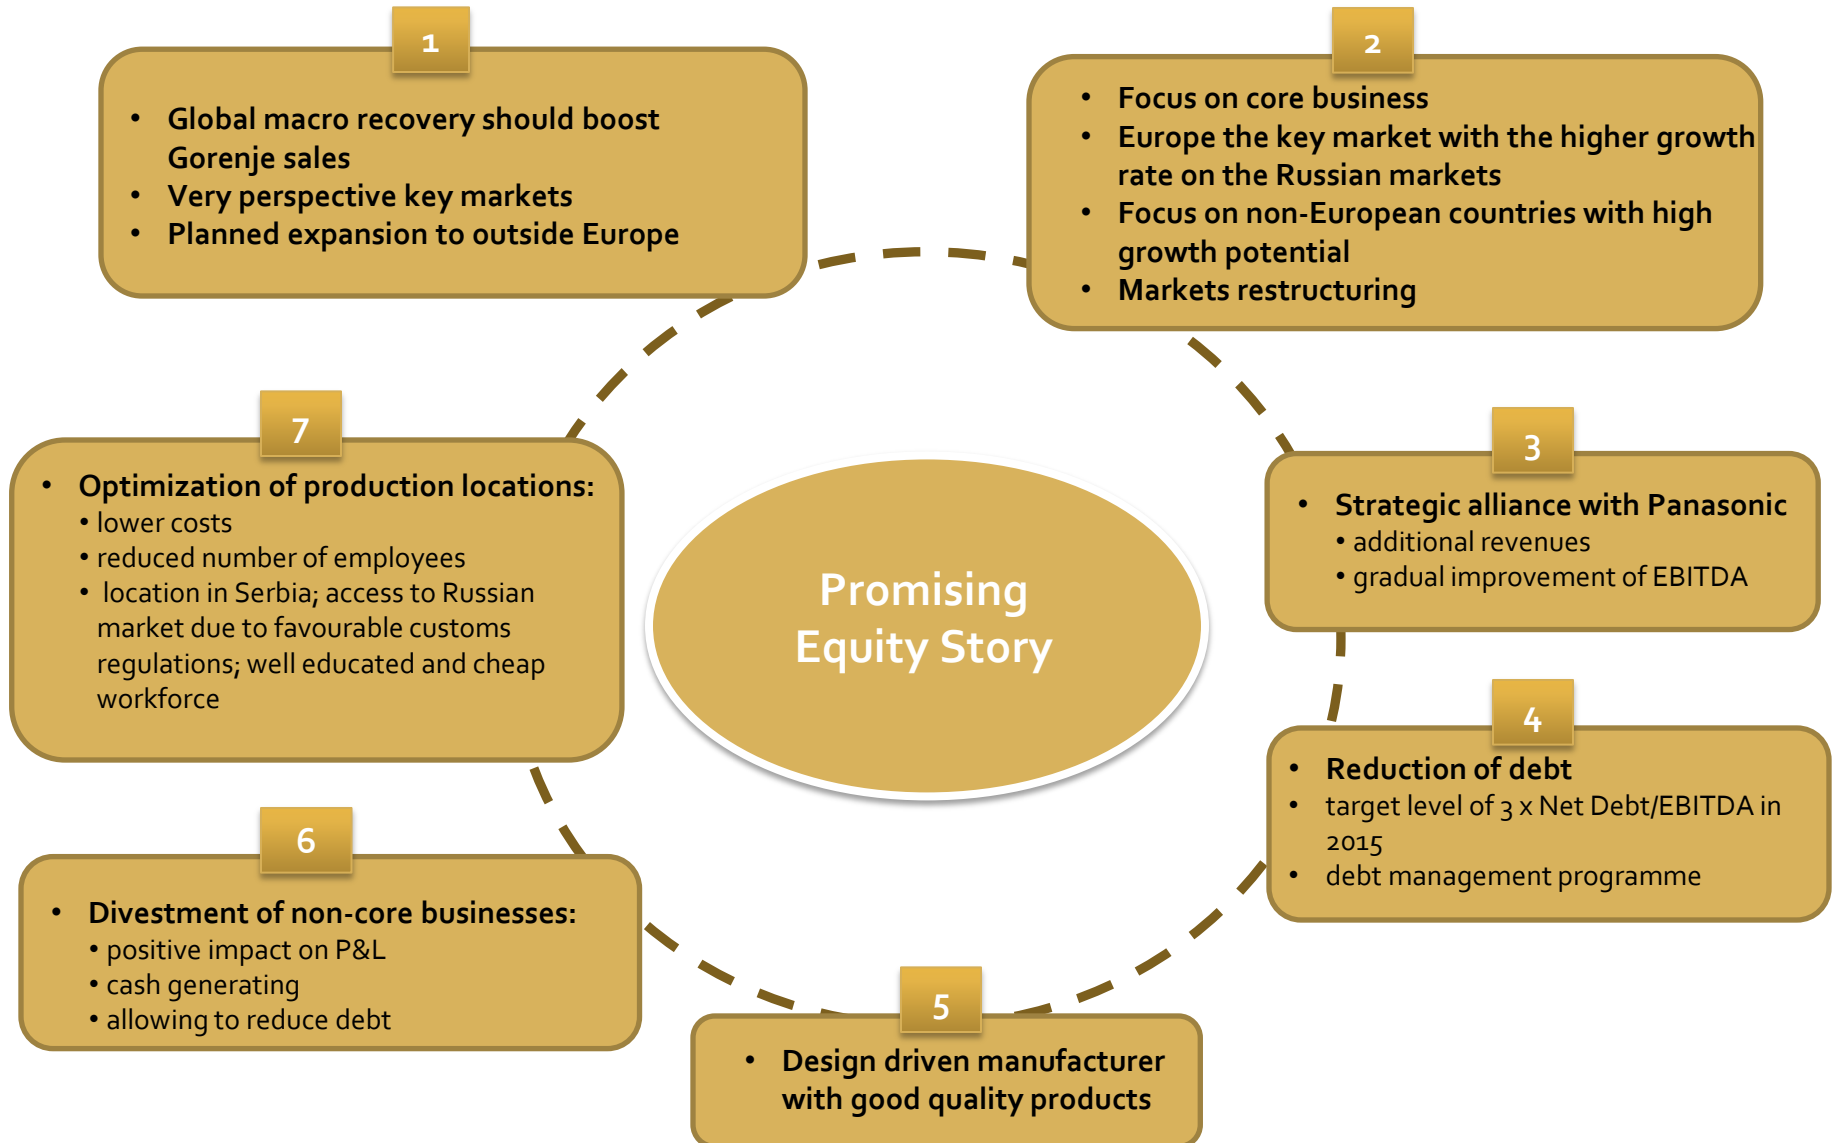 1
• Global macro recovery should boost
Gorenje sales
• Very perspective key markets
• Planned expansion to outside Europe
2
• Focus on core business
• Europe the key market with the higher growth
rate on the Russian markets
• Focus on non-European countries with high
growth potential
• Markets restructuring
3
• Strategic alliance with Panasonic
• additional revenues
• gradual improvement of EBITDA
4
• Reduction of debt
• target level of 3 x Net Debt/EBITDA in
2015
• debt management programme
5
• Design driven manufacturer
with good quality products
6
• Divestment of non-core businesses:
• positive impact on P&L
• cash generating
• allowing to reduce debt
7
• Optimization of production locations:
• lower costs
• reduced number of employees
• location in Serbia; access to Russian
market due to favourable customs
regulations; well educated and cheap
workforce
Promising
Equity Story